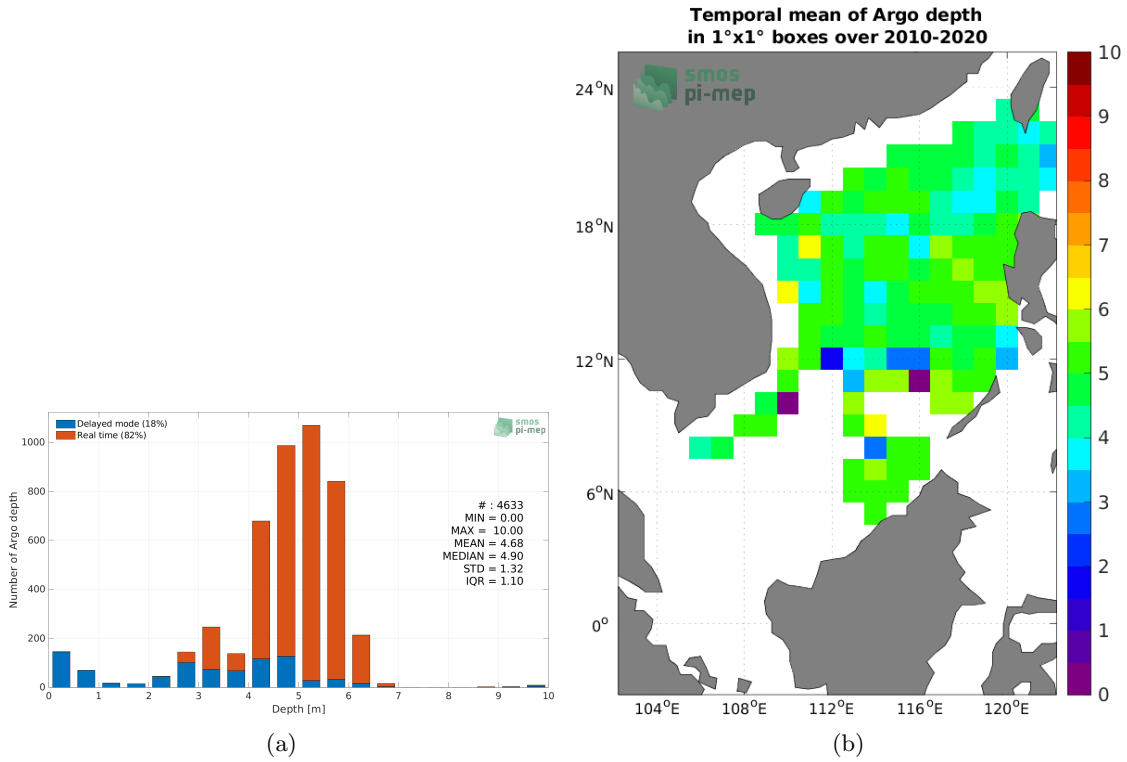 Temporal mean of Argo depth
in 1°x1° boxes over 2010-2020
smos
pi-mep
24°N
18°N
12°N
6°N
0°
104°E
108°E
112°E
116°E
120°E
10
9
8
7
6
5
4
3
2
1
0
Delayed mode (18%)
Real time (82%)
smos
pi-mep
# : 4633
MIN = 0.00
MAX = 10.00
MEAN = 4.68
MEDIAN = 4.90
STD = 1.32
IQR = 1.10
Number of Argo depth
1000
800
600
400
200
0
0
1
2
3
4
5
6
7
8
9
10
Depth [m]
(a)
(b)